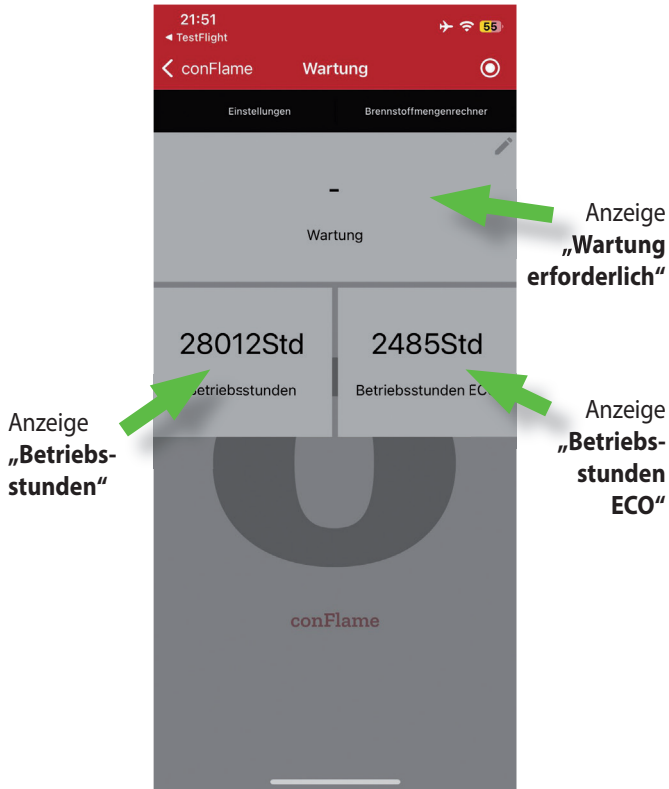 21:51
◀ TestFlight
55
conFlame
Wartung
Einstellungen
Brennstoffmengenrechner
-
Wartung
Anzeige
„Wartung
erforderlich“
28012Std
2485Std
etriebsstunden
Betriebsstunden EC
Anzeige
„Betriebs-
stunden“
Anzeige
„Betriebs-
stunden
ECO“
conFlame